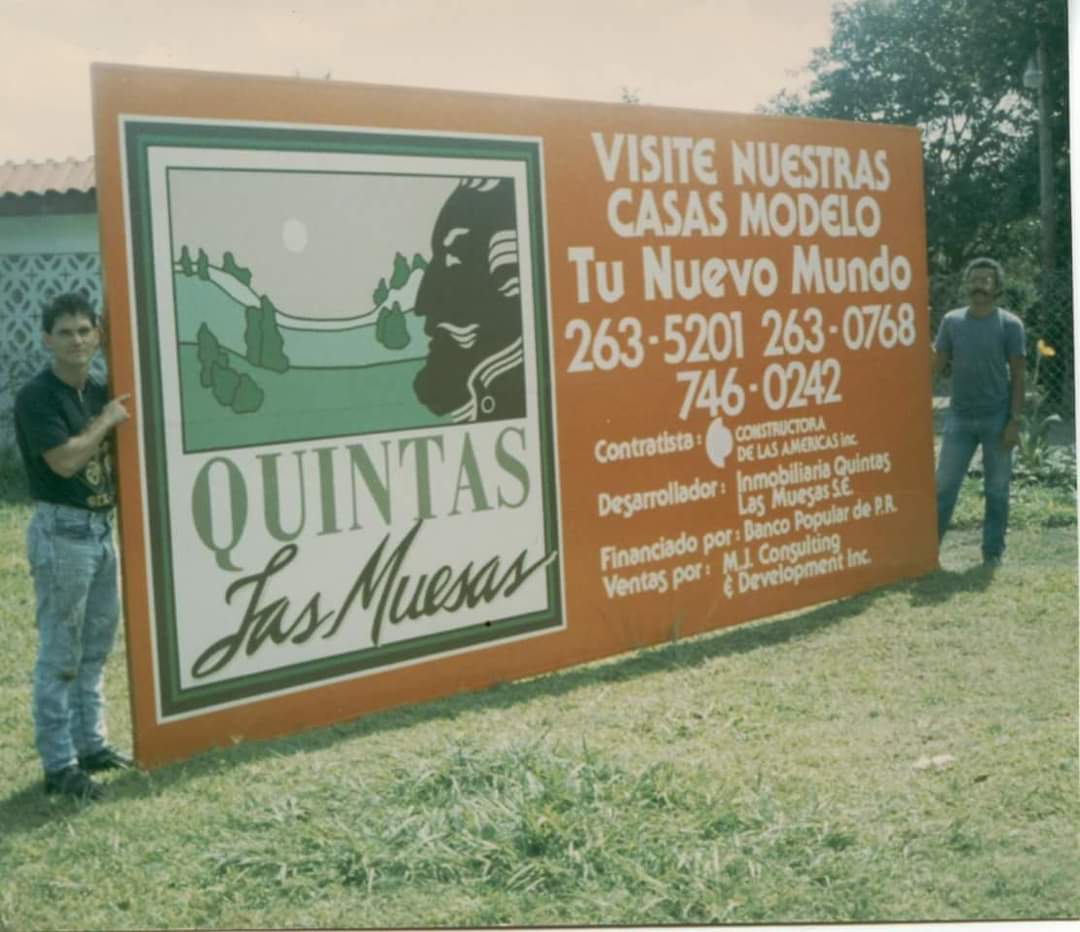 QUINTAS
Las Muesas
VISITE NUESTRAS
CASAS MODELO
Tu Nuevo Mundo
263-5201 263-0768
746-0242
Contratista: CONSTRUCTORA
DE LAS AMERICAS inc.
Desarrollador: Inmobiliaria Quintas
Las Muesas S.E.
Financiado por: Banco Popular de P.R.
Ventas por: M.J. Consulting
& Development inc.